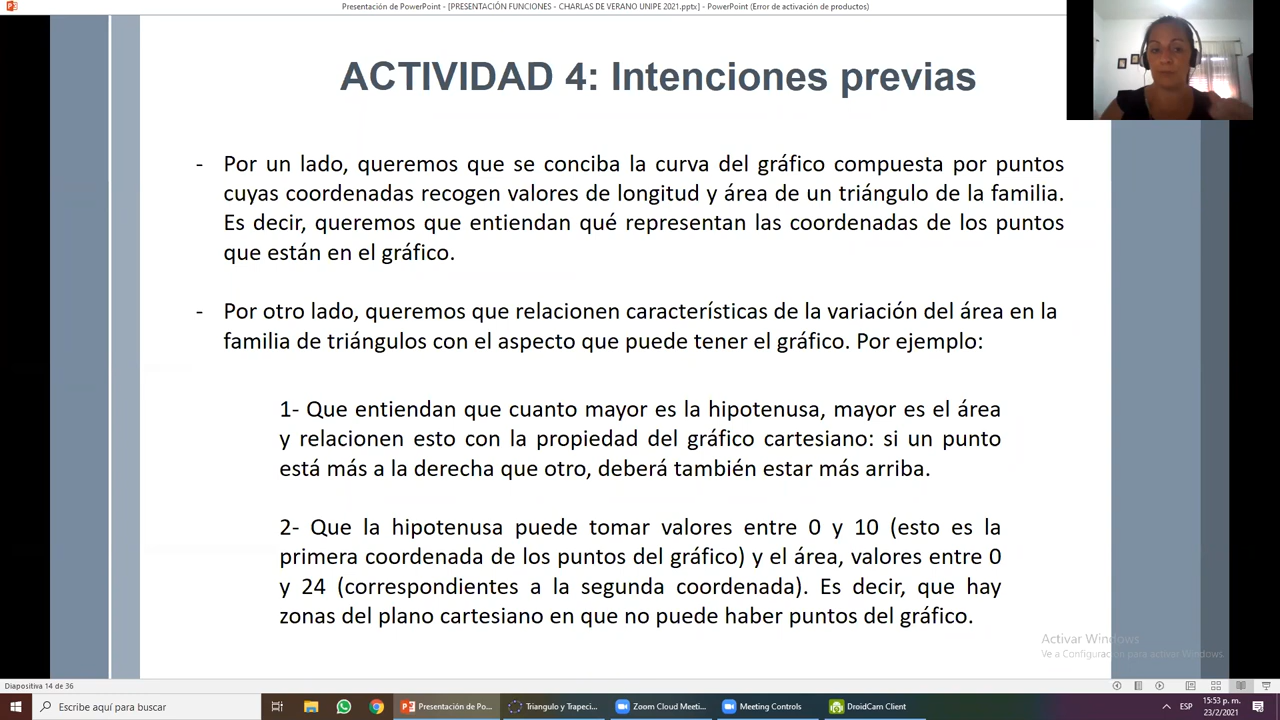 Presentación de PowerPoint - [PRESENTACIÓN FUNCIONES - CHARLAS DE VERANO UNIPE 2021.pptx] - PowerPoint (Error de activación de productos)
ACTIVIDAD 4: Intenciones previas
- Por un lado, queremos que se conciba la curva del gráfico compuesta por puntos
cuyas coordenadas recogen valores de longitud y área de un triángulo de la familia.
Es decir, queremos que entiendan qué representan las coordenadas de los puntos
que están en el gráfico.
- Por otro lado, queremos que relacionen características de la variación del área en la
familia de triángulos con el aspecto que puede tener el gráfico. Por ejemplo:
1- Que entiendan que cuanto mayor es la hipotenusa, mayor es el área
y relacionen esto con la propiedad del gráfico cartesiano: si un punto
está más a la derecha que otro, deberá también estar más arriba.
2- Que la hipotenusa puede tomar valores entre 0 y 10 (esto es la
primera coordenada de los puntos del gráfico) y el área, valores entre 0
y 24 (correspondientes a la segunda coordenada). Es decir, que hay
zonas del plano cartesiano en que no puede haber puntos del gráfico.
Activar Windows
Ve a Configuración para activar Windows.
Diapositiva 14 de 36
Escribe aquí para buscar
Presentación de Po...
Triangulo y Trapeci...
Zoom Cloud Meeti...
Meeting Controls
DroidCam Client
ESP
15:53 p. m.
23/2/2021